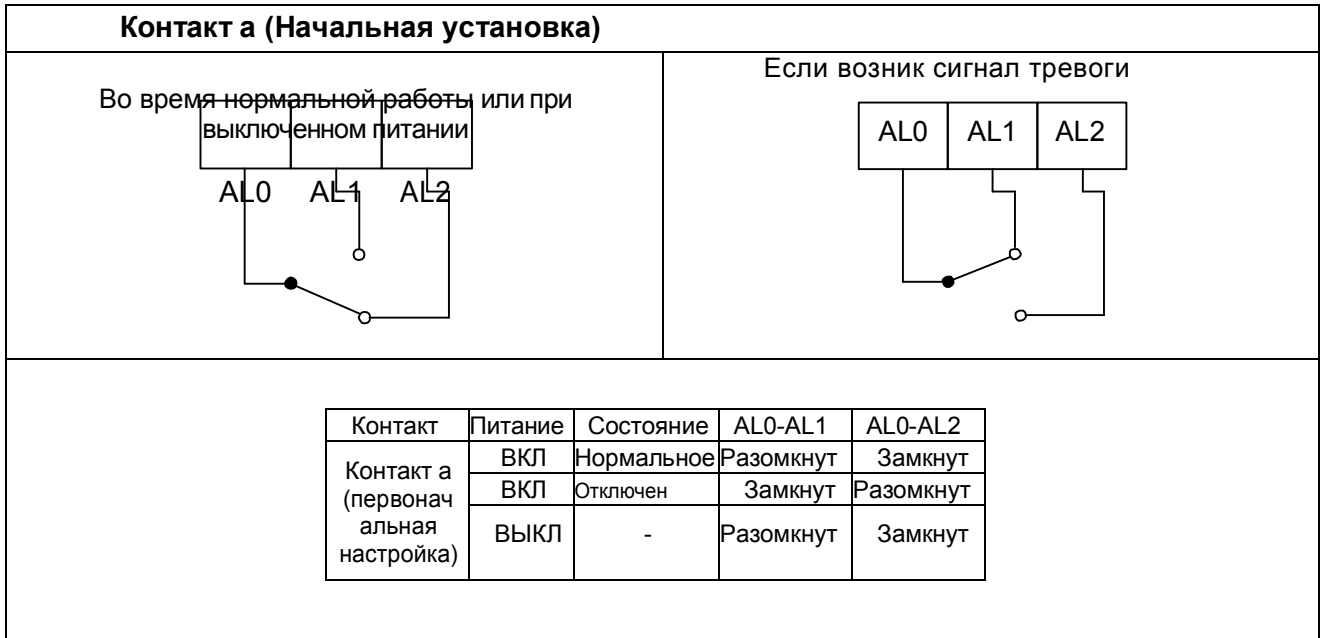 Контакт а (Начальная установка)
Во время нормальной работы или при
выключенном питании
AL0 AL1 AL2
Если возник сигнал тревоги
AL0 AL1 AL2
Контакт Питание Состояние AL0-AL1 AL0-AL2
Контакт а
(первонач
альная
настройка)
ВКЛ Нормальное Разомкнут Замкнут
ВКЛ Отключен Замкнут Разомкнут
ВЫКЛ - Разомкнут Замкнут